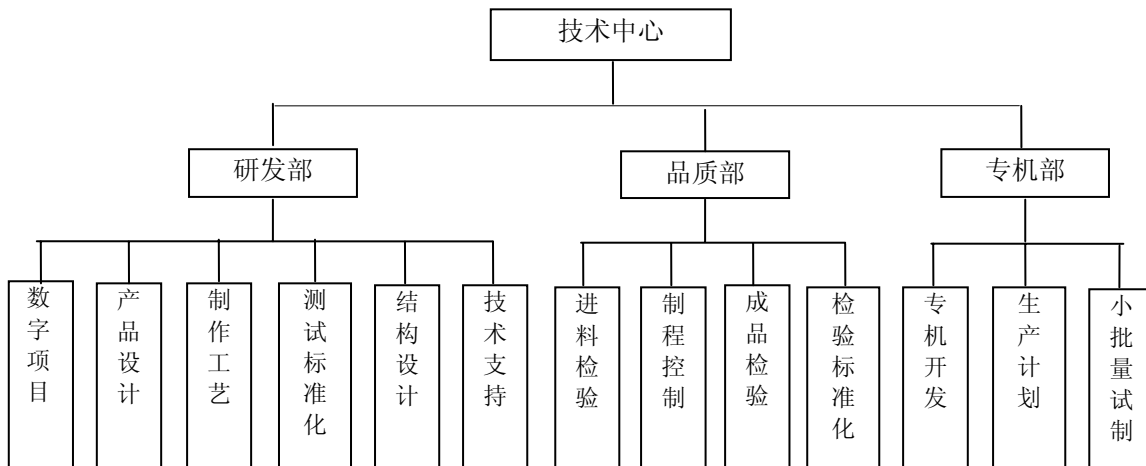 技术中心
研发部
品质部
专机部
数字项目
产品设计
制作工艺
测试标准化
结构设计
技术支持
进料检验
制程控制
成品检验
检验标准化
专机开发
生产计划
小批量试制